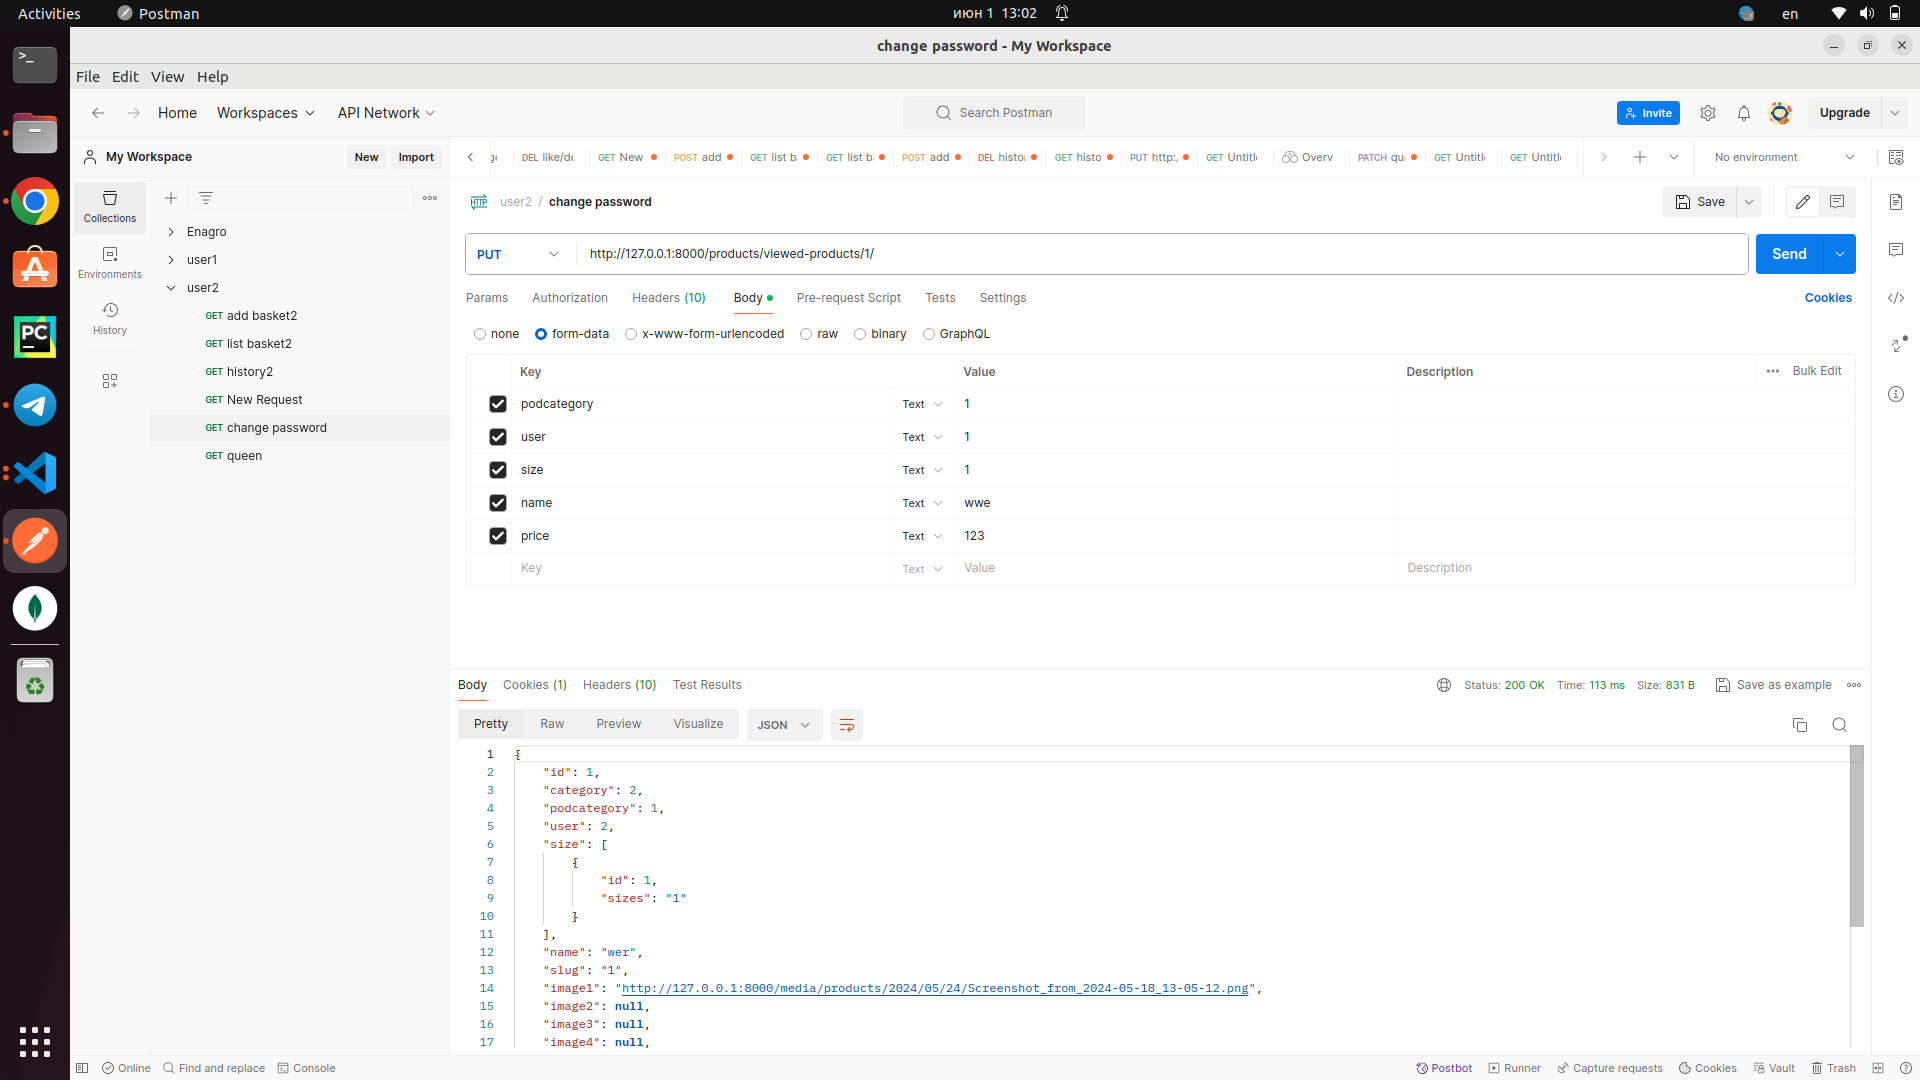 Activities Postman июн 1 13:02 en
change password - My Workspace
File Edit View Help
Home Workspaces API Network Search Postman Invite Upgrade
My Workspace New Import
DEL like/de GET New POST add GET list b. GET list b. POST add DEL histo GET histo PUT http:, GET Untitl Overv PATCH qu GET Untitl GET Untitl No environment
Collections
Environments
History
Enagro
user1
user2
GET add basket2
GET list basket2
GET history2
GET New Request
GET change password
GET queen
HTTP user2 / change password Save
PUT http://127.0.0.1:8000/products/viewed-products/1/ Send
Params Authorization Headers (10) Body Pre-request Script Tests Settings Cookies
none form-data x-www-form-urlencoded raw binary GraphQL
Key Value Description Bulk Edit
podcategory Text 1
user Text 1
size Text 1
name Text wwe
price Text 123
Key Text Value Description
Body Cookies (1) Headers (10) Test Results Status: 200 OK Time: 113 ms Size: 831 B Save as example
Pretty Raw Preview Visualize JSON
1 {
2 "id": 1,
3 "category": 2,
4 "podcategory": 1,
5 "user": 2,
6 "size": [
7 {
8 "id": 1,
9 "sizes": "1"
10 }
11 ],
12 "name": "wer",
13 "slug": "1",
14 "image1": "http://127.0.0.1:8000/media/products/2024/05/24/Screenshot_from_2024-05-18_13-05-12.png",
15 "image2": null,
16 "image3": null,
17 "image4": null,
Online Find and replace Console Postbot Runner Capture requests Cookies Vault Trash